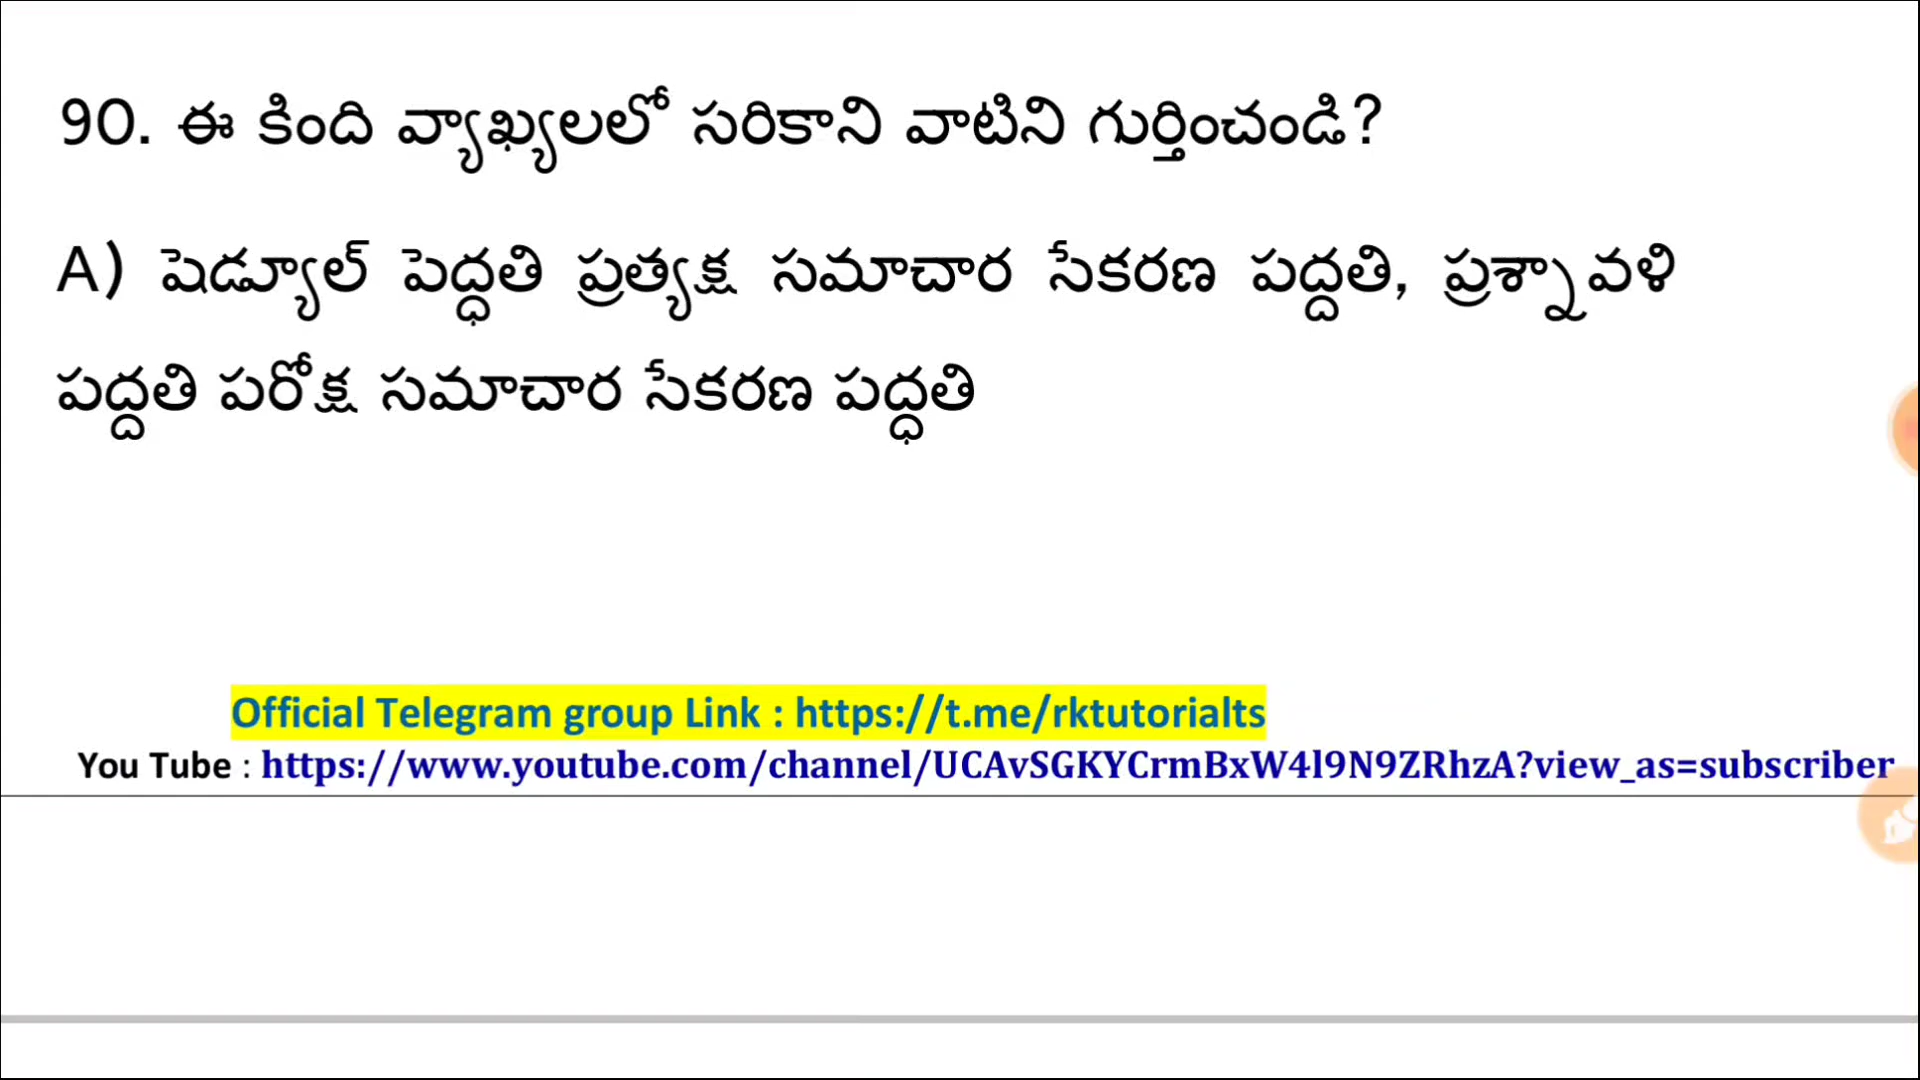 90. ఈ కింది వ్యాఖ్యలలో సరికాని వాటిని గుర్తించండి?
A) షెడ్యూల్ పెద్ధతి ప్రత్యక్ష సమాచార సేకరణ పద్దతి, ప్రశ్నావళి
పద్దతి పరోక్ష సమాచార సేకరణ పద్ధతి
Official Telegram group Link : https://t.me/rktutorialts
You Tube : https://www.youtube.com/channel/UCAvSGKYCrmBxW4l9N9ZRhzA?view_as=subscriber